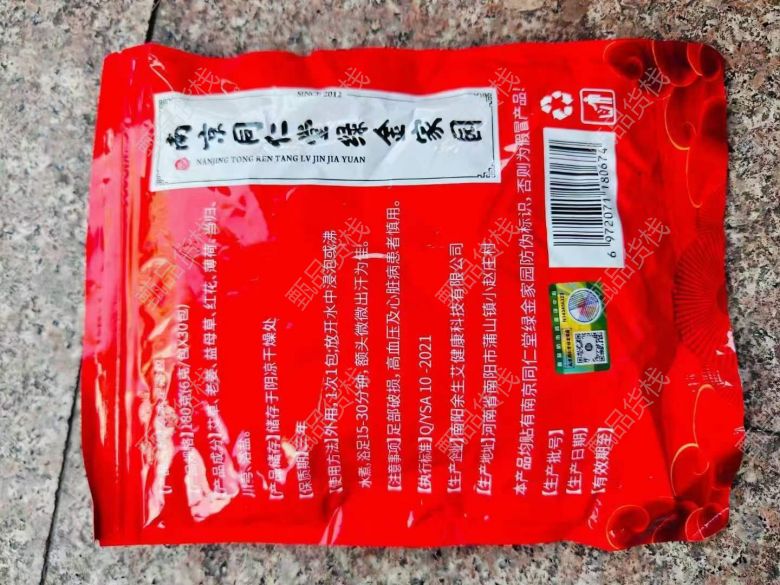 SINCE 2012
南京同仁堂绿金家园
NANJING TONG REN TANG LV JIN JIA YUAN
180克(6克/包X30包)
【产品成分】艾草、老姜、益母草、红花、薄荷、当归、
川芎、浴盐。
【产品储存】储存于阴凉干燥处
【保质期】三年
【使用方法】外用,1次1包,放开水中浸泡或沸
水煮,浴足15-30分钟,额头微微出汗为佳。
【注意事项】足部破损,高血压及心脏病患者慎用。
【执行标准】Q/YSA 10 -2021
【生产企业】南阳余生艾健康科技有限公司
【生产地址】河南省南阳市蒲山镇小赵庄村
本产品均贴有南京同仁堂绿金家园防伪标识,否则为假冒产品!
【生产批号】
【生产日期】
【有效期至】
6 972071 180674
甄品货栈